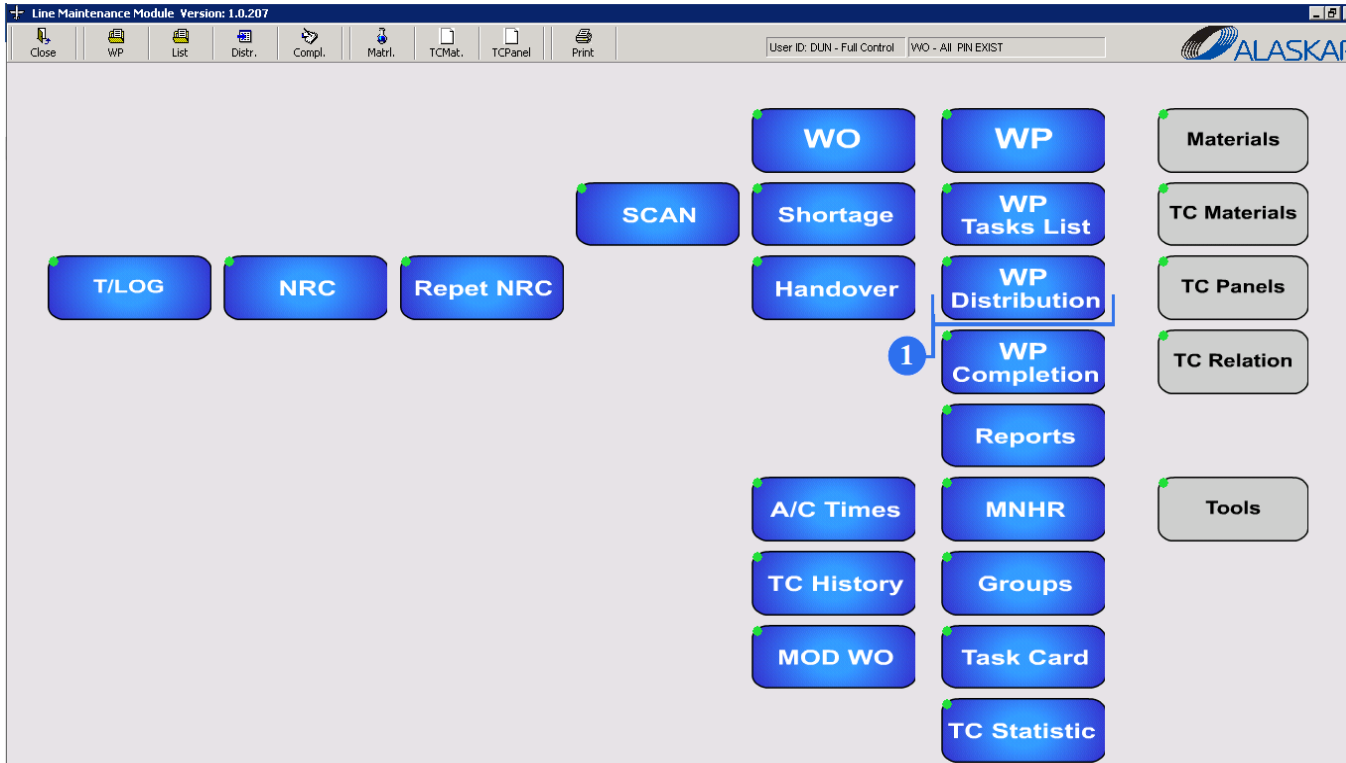 Line Maintenance Module Version: 1.0.207
Close WP List Distr. Compl. Matrl. TCMat. TCPanel Print User ID: DUN - Full Control WO - All PIN EXIST ALASKAR
WO WP Materials
SCAN Shortage WP Tasks List TC Materials
T/LOG NRC Repet NRC Handover WP Distribution TC Panels
1 WP Completion TC Relation
Reports
A/C Times MNHR Tools
TC History Groups
MOD WO Task Card
TC Statistic